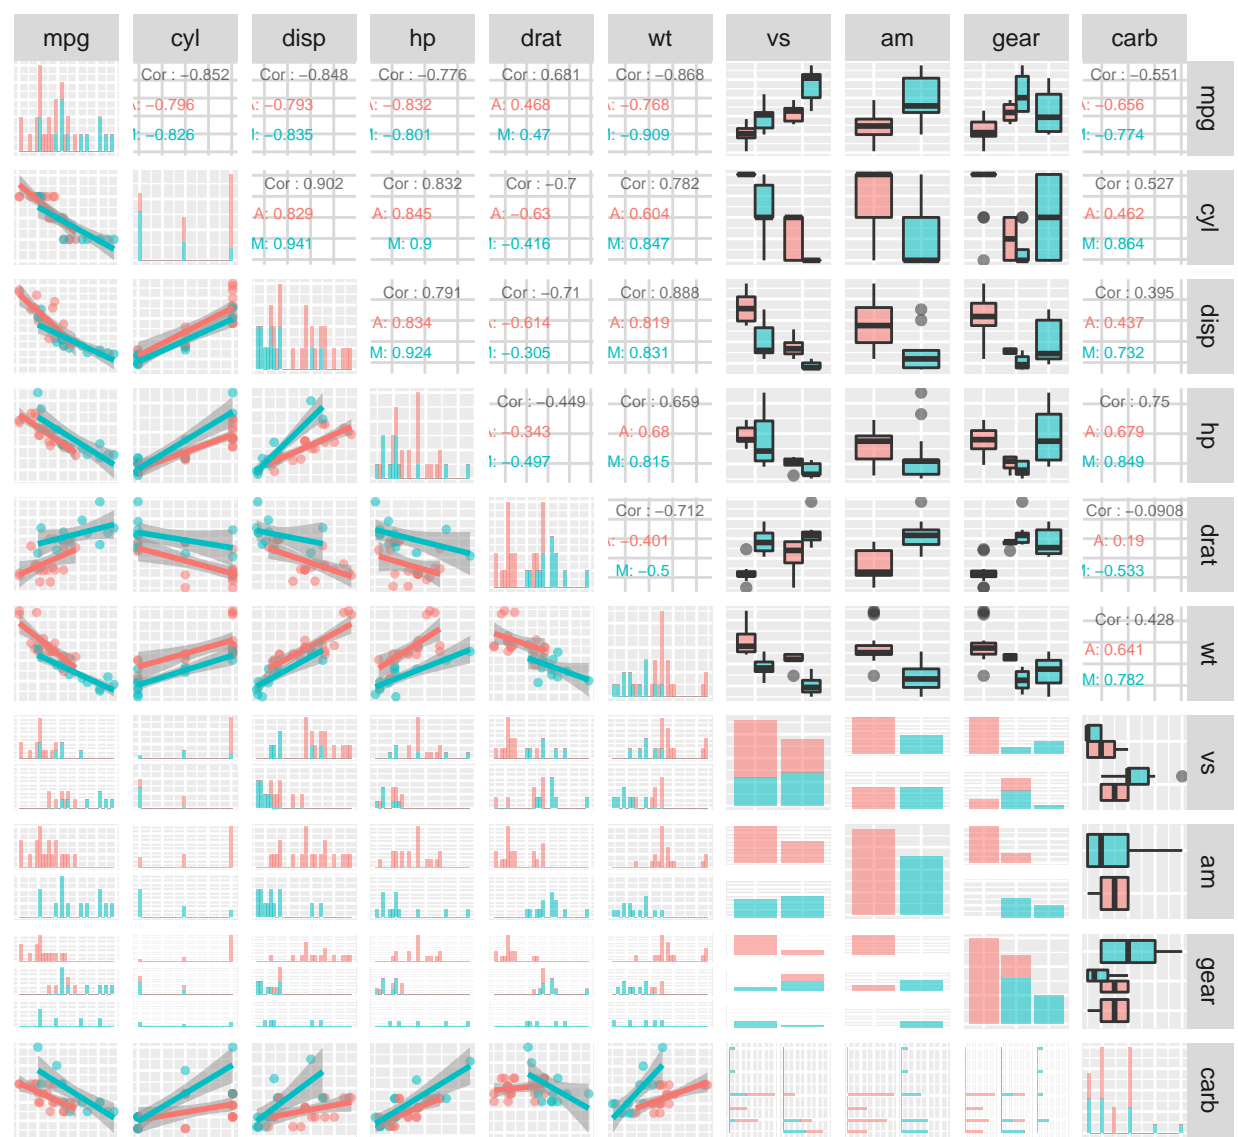 mpg cyl disp hp drat wt vs am gear carb
Cor : −0.852 Cor : −0.848 Cor : −0.776 Cor : 0.681 Cor : −0.868 Cor : −0.551
A: −0.796 A: −0.793 A: −0.832 A: 0.468 A: −0.768 A: −0.656
M: −0.826 M: −0.835 M: −0.801 M: 0.47 M: −0.909 M: −0.774
mpg
Cor : 0.902 Cor : 0.832 Cor : −0.7 Cor : 0.782 Cor : 0.527
A: 0.829 A: 0.845 A: −0.63 A: 0.604 A: 0.462
M: 0.941 M: 0.9 M: −0.416 M: 0.847 M: 0.864
cyl
Cor : 0.791 Cor : −0.71 Cor : 0.888 Cor : 0.395
A: 0.834 A: −0.614 A: 0.819 A: 0.437
M: 0.924 M: −0.305 M: 0.831 M: 0.732
disp
Cor : −0.449 Cor : 0.659 Cor : 0.75
A: −0.343 A: 0.68 A: 0.679
M: −0.497 M: 0.815 M: 0.849
hp
Cor : −0.712 Cor : −0.0908
A: −0.401 A: 0.19
M: −0.5 M: −0.533
drat
Cor : 0.428
A: 0.641
M: 0.782
wt
vs
am
gear
carb